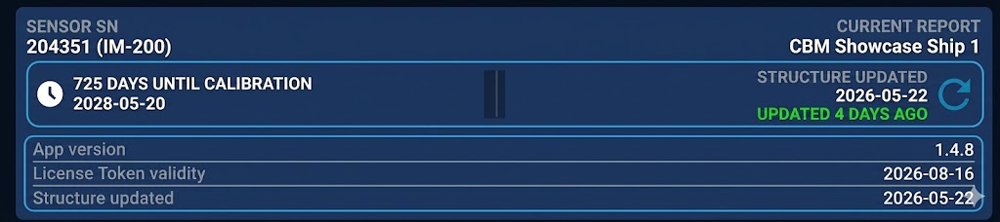 SENSOR SN
204351 (IM-200)
CURRENT REPORT
CBM Showcase Ship 1
725 DAYS UNTIL CALIBRATION
2028-05-20
STRUCTURE UPDATED
2026-05-22
UPDATED 4 DAYS AGO
App version 1.4.8
License Token validity 2026-08-16
Structure updated 2026-05-22